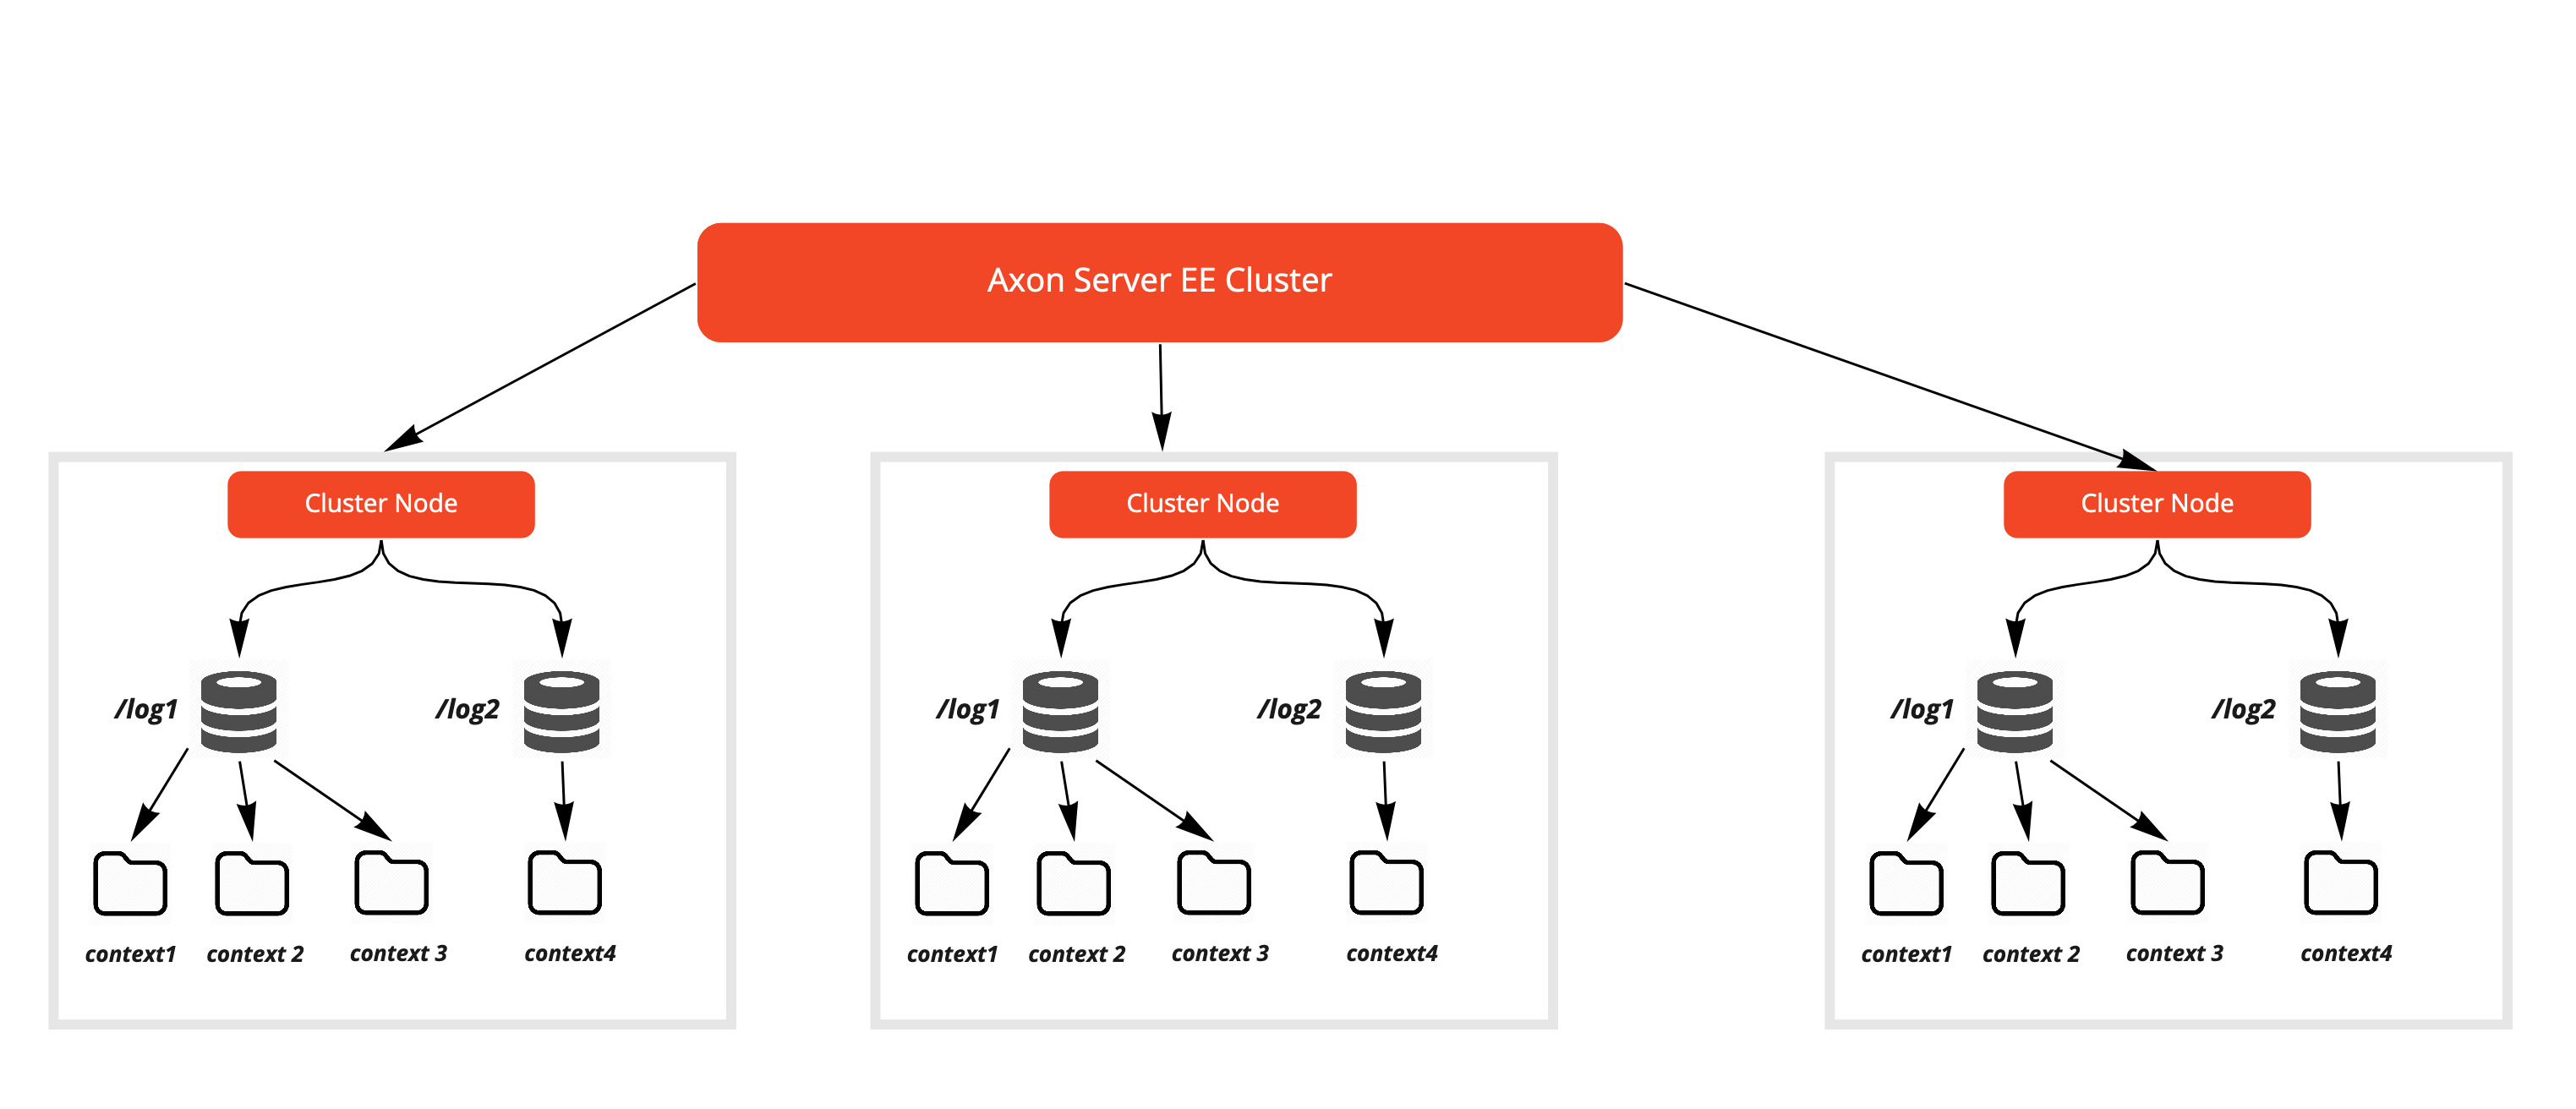 Axon Server EE Cluster
Cluster Node
Cluster Node
Cluster Node
/log1
/log2
/log1
/log2
/log1
/log2
context1
context 2
context 3
context4
context1
context 2
context 3
context4
context1
context 2
context 3
context4